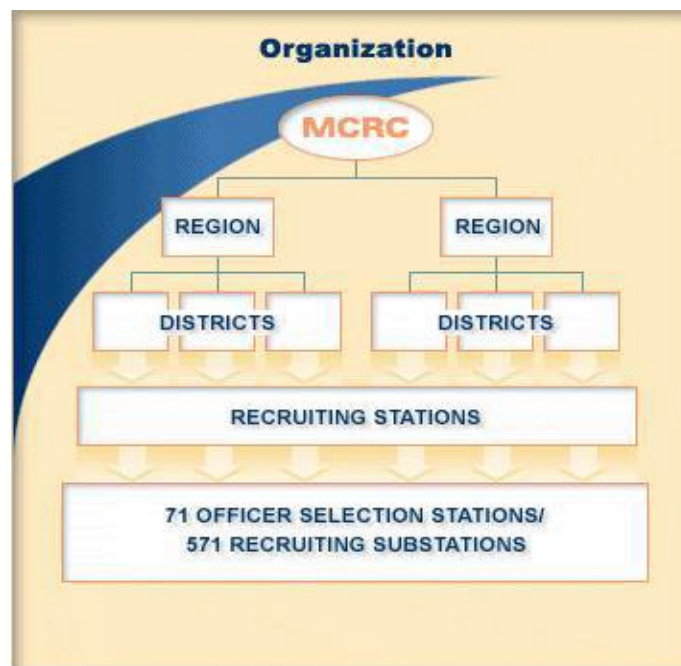 Organization
MCRC
REGION
REGION
DISTRICTS
DISTRICTS
RECRUITING STATIONS
71 OFFICER SELECTION STATIONS/
571 RECRUITING SUBSTATIONS